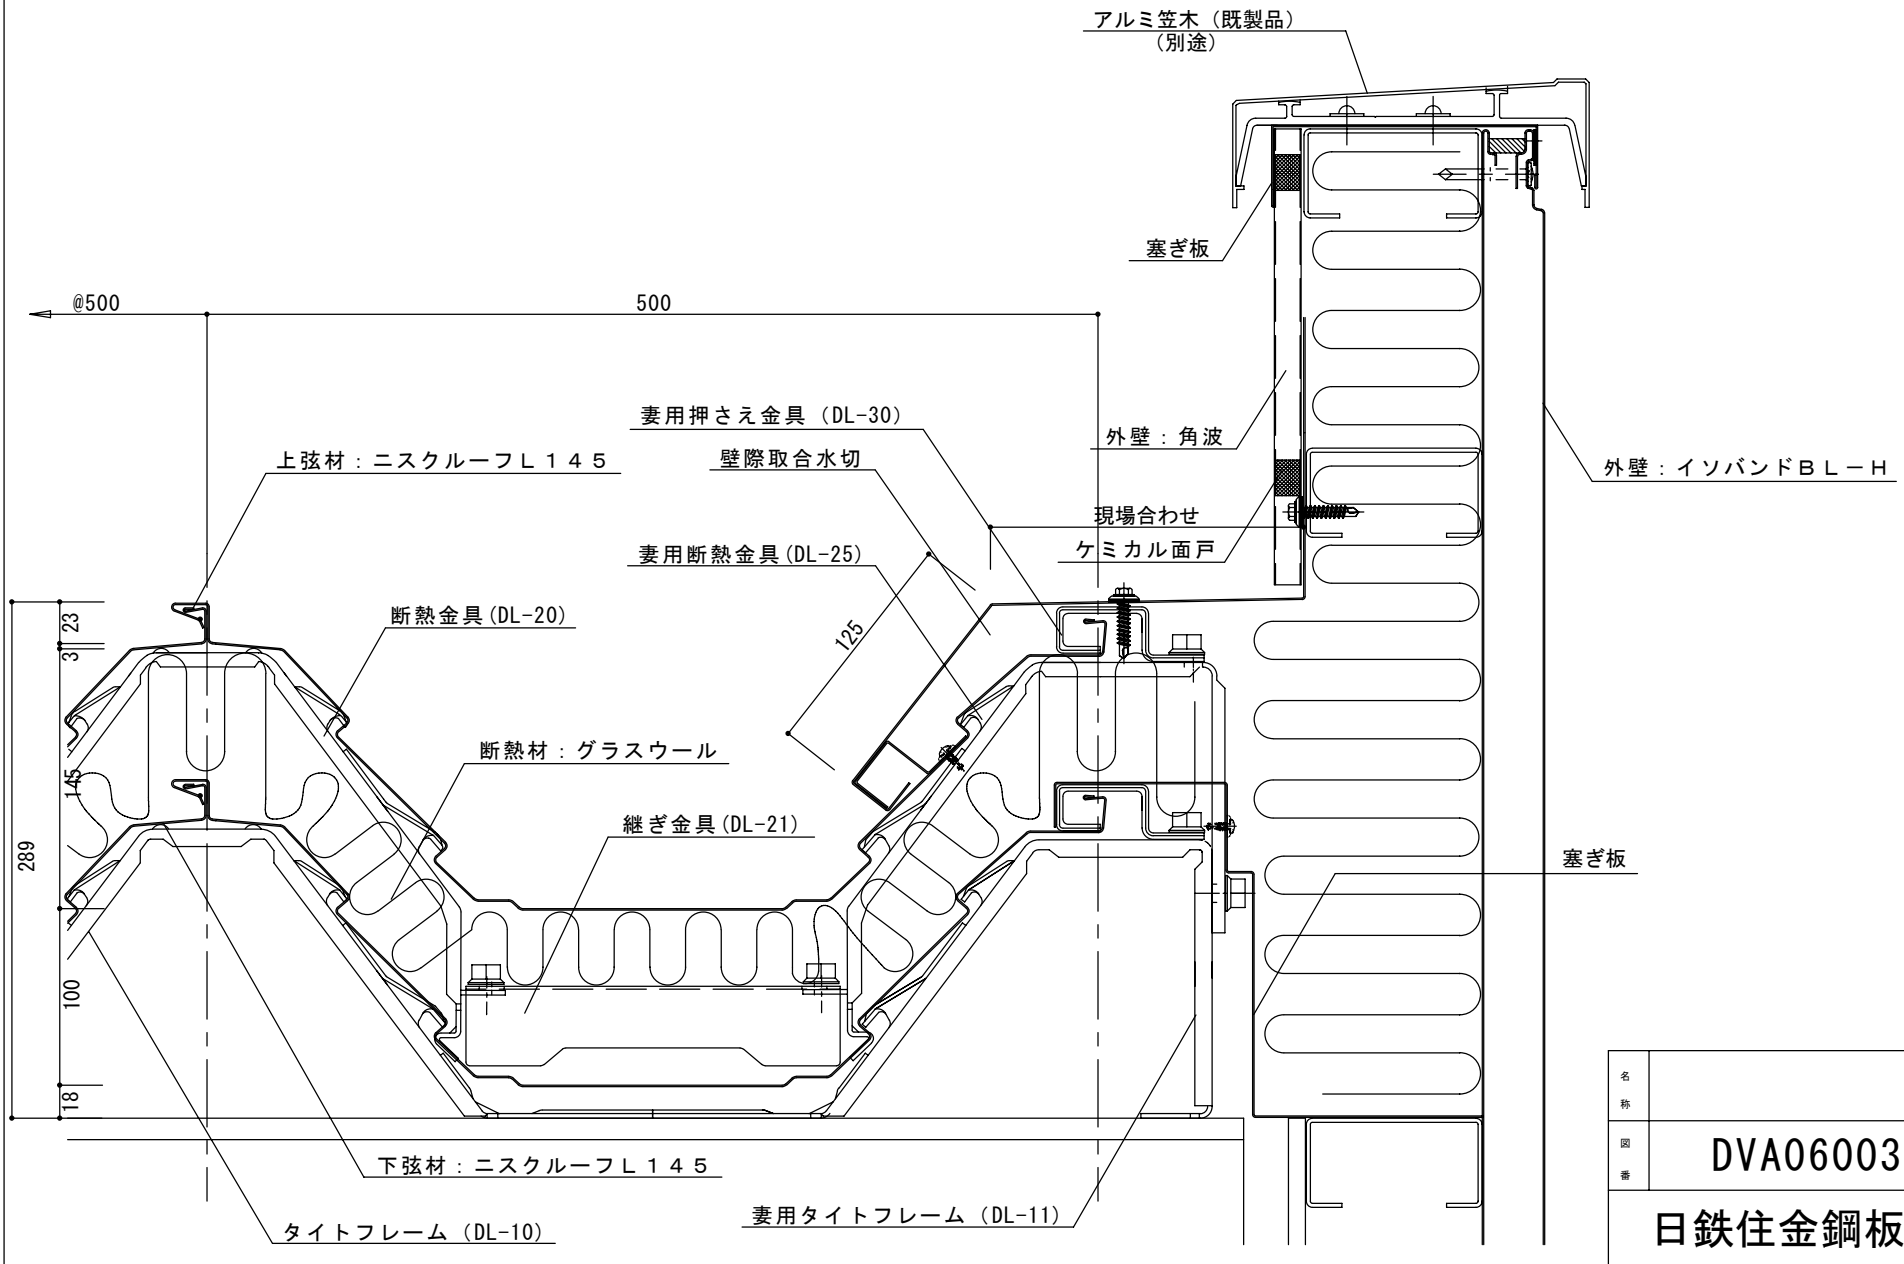 アルミ笠木（既製品）
（別途）
塞ぎ板
@500
500
妻用押さえ金具（DL-30）
外壁：角波
上弦材：ニスクルーフＬ１４５
壁際取合水切
外壁：イソバンドＢＬ－Ｈ
現場合わせ
ケミカル面戸
妻用断熱金具(DL-25)
断熱金具(DL-20)
125
23
3
断熱材：グラスウール
145
継ぎ金具(DL-21)
289
塞ぎ板
100
18
下弦材：ニスクルーフＬ１４５
妻用タイトフレーム（DL-11）
タイトフレーム（DL-10）
名称
図番
DVA06003
日鉄住金鋼板